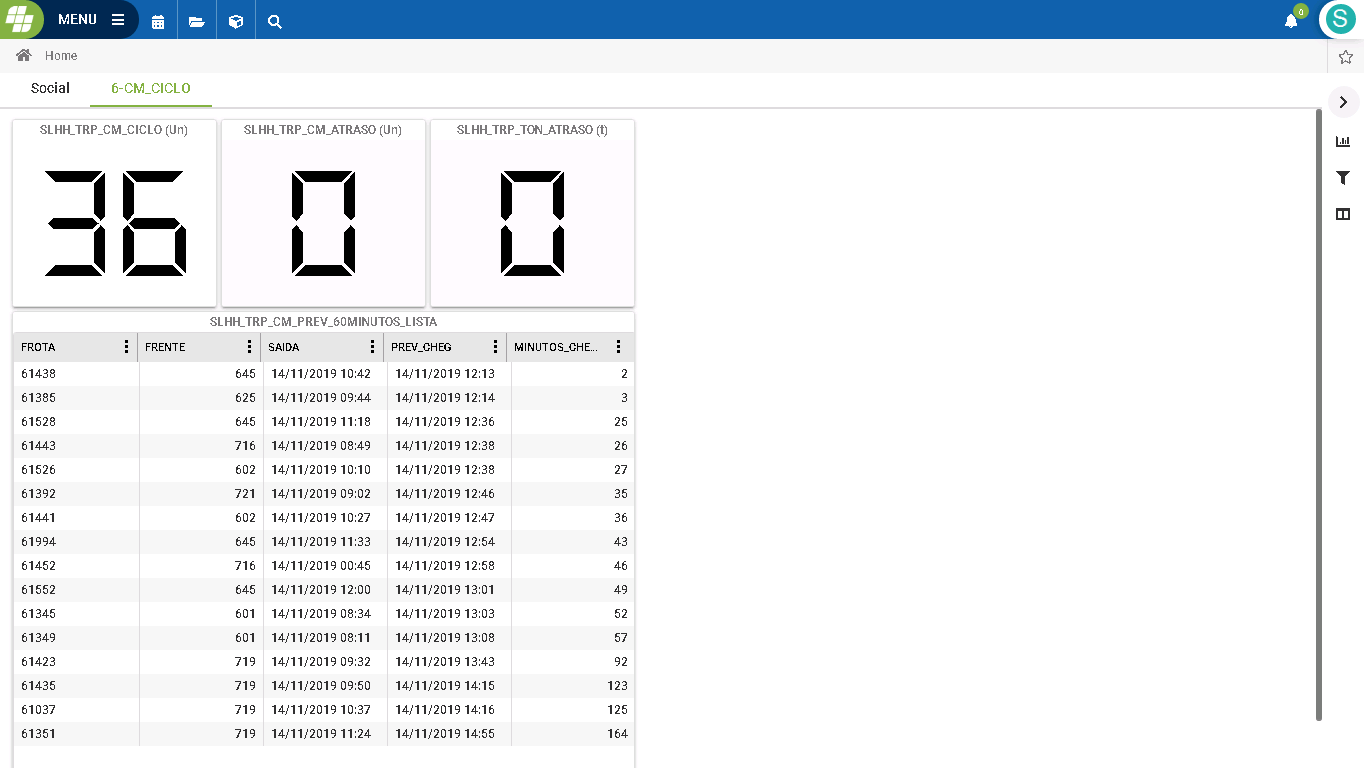 MENU
0
S
Home
Social 6-CM_CICLO
SLHH_TRP_CM_CICLO (Un) SLHH_TRP_CM_ATRASO (Un) SLHH_TRP_TON_ATRASO (t)
36 0 0
SLHH_TRP_CM_PREV_60MINUTOS_LISTA
FROTA FRENTE SAIDA PREV_CHEG MINUTOS_CHE...
61438 645 14/11/2019 10:42 14/11/2019 12:13 2
61385 625 14/11/2019 09:44 14/11/2019 12:14 3
61528 645 14/11/2019 11:18 14/11/2019 12:36 25
61443 716 14/11/2019 08:49 14/11/2019 12:38 26
61526 602 14/11/2019 10:10 14/11/2019 12:38 27
61392 721 14/11/2019 09:02 14/11/2019 12:46 35
61441 602 14/11/2019 10:27 14/11/2019 12:47 36
61994 645 14/11/2019 11:33 14/11/2019 12:54 43
61452 716 14/11/2019 00:45 14/11/2019 12:58 46
61552 645 14/11/2019 12:00 14/11/2019 13:01 49
61345 601 14/11/2019 08:34 14/11/2019 13:03 52
61349 601 14/11/2019 08:11 14/11/2019 13:08 57
61423 719 14/11/2019 09:32 14/11/2019 13:43 92
61435 719 14/11/2019 09:50 14/11/2019 14:15 123
61037 719 14/11/2019 10:37 14/11/2019 14:16 125
61351 719 14/11/2019 11:24 14/11/2019 14:55 164